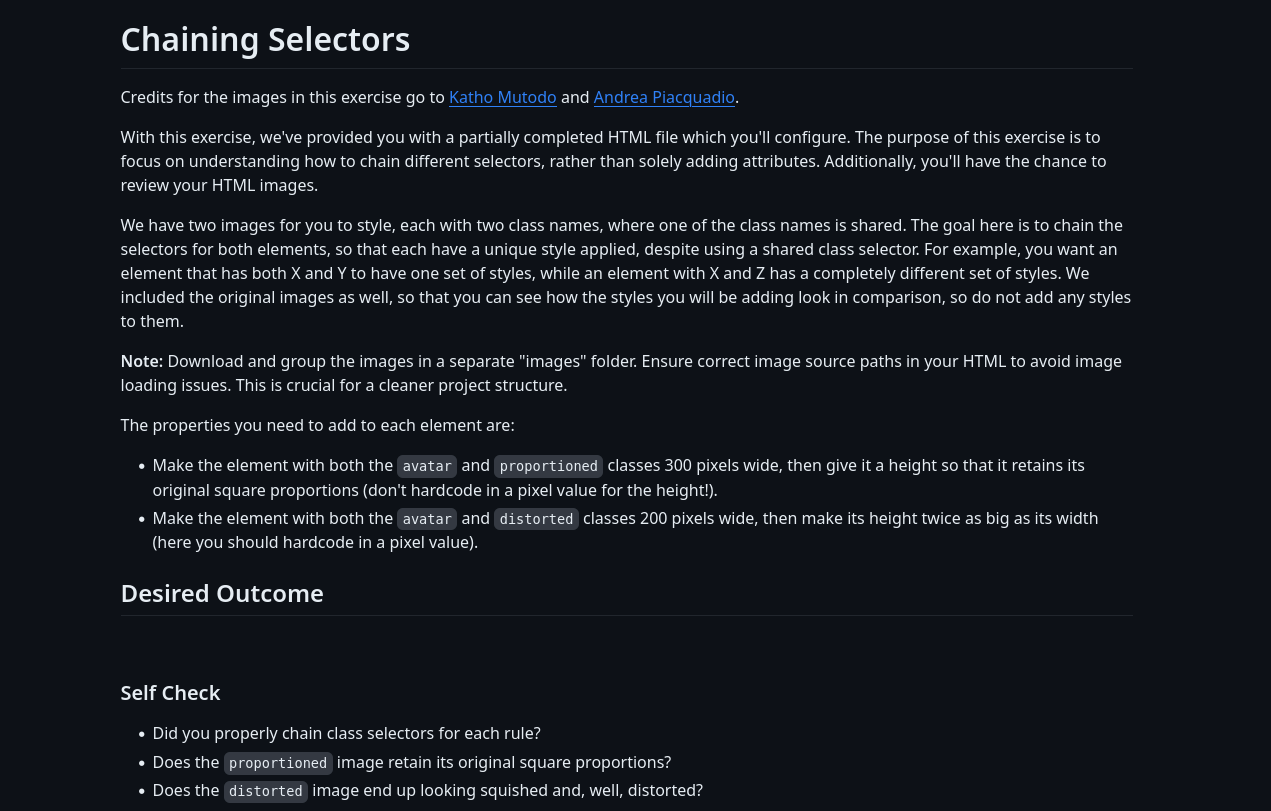 Chaining Selectors
Credits for the images in this exercise go to Katho Mutodo and Andrea Piacquadio.
With this exercise, we've provided you with a partially completed HTML file which you'll configure. The purpose of this exercise is to
focus on understanding how to chain different selectors, rather than solely adding attributes. Additionally, you'll have the chance to
review your HTML images.
We have two images for you to style, each with two class names, where one of the class names is shared. The goal here is to chain the
selectors for both elements, so that each have a unique style applied, despite using a shared class selector. For example, you want an
element that has both X and Y to have one set of styles, while an element with X and Z has a completely different set of styles. We
included the original images as well, so that you can see how the styles you will be adding look in comparison, so do not add any styles
to them.
Note: Download and group the images in a separate "images" folder. Ensure correct image source paths in your HTML to avoid image
loading issues. This is crucial for a cleaner project structure.
The properties you need to add to each element are:
• Make the element with both the avatar and proportioned classes 300 pixels wide, then give it a height so that it retains its
original square proportions (don't hardcode in a pixel value for the height!).
• Make the element with both the avatar and distorted classes 200 pixels wide, then make its height twice as big as its width
(here you should hardcode in a pixel value).
Desired Outcome
Self Check
• Did you properly chain class selectors for each rule?
• Does the proportioned image retain its original square proportions?
• Does the distorted image end up looking squished and, well, distorted?